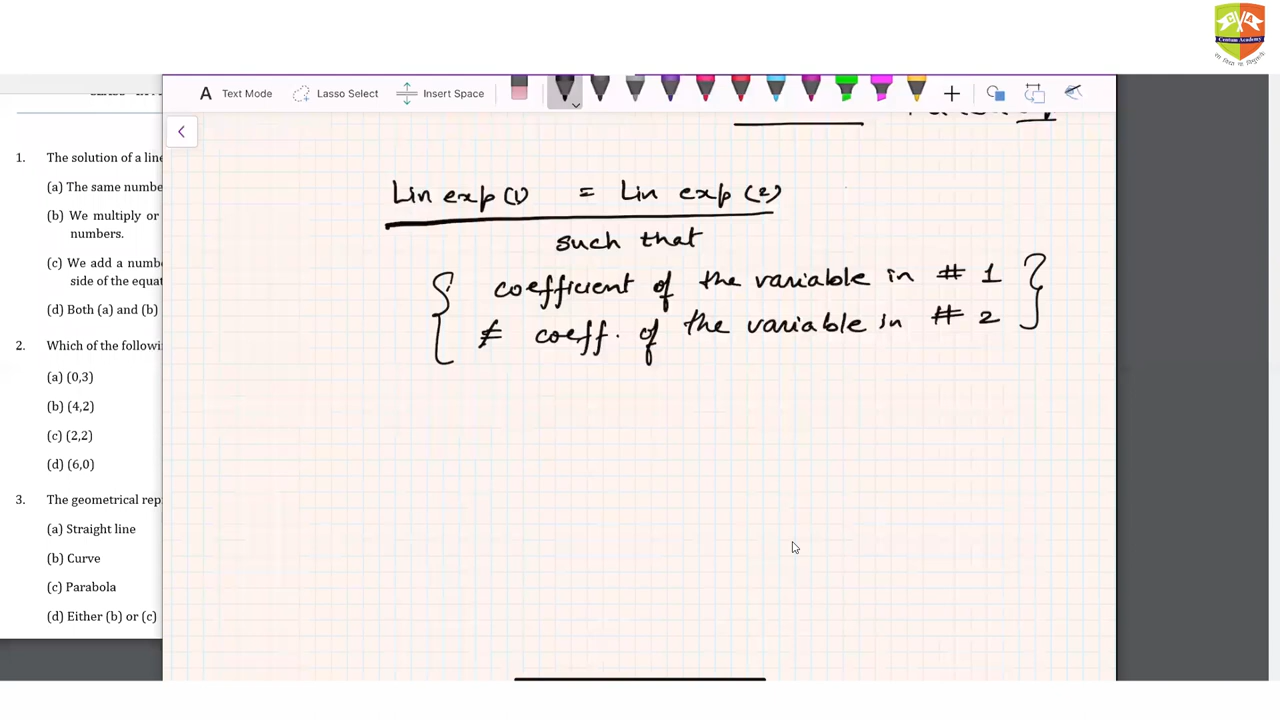 Centum Academy
A Text Mode Lasso Select Insert Space
1. The solution of a line
(a) The same numbe
(b) We multiply or
numbers.
(c) We add a numbe
side of the equat
(d) Both (a) and (b)
2. Which of the followi
(a) (0,3)
(b) (4,2)
(c) (2,2)
(d) (6,0)
3. The geometrical rep
(a) Straight line
(b) Curve
(c) Parabola
(d) Either (b) or (c)
Lin exp (1) = Lin exp (2)
such that
{ coefficient of the variable in # 1 }
≠ coeff. of the variable in # 2